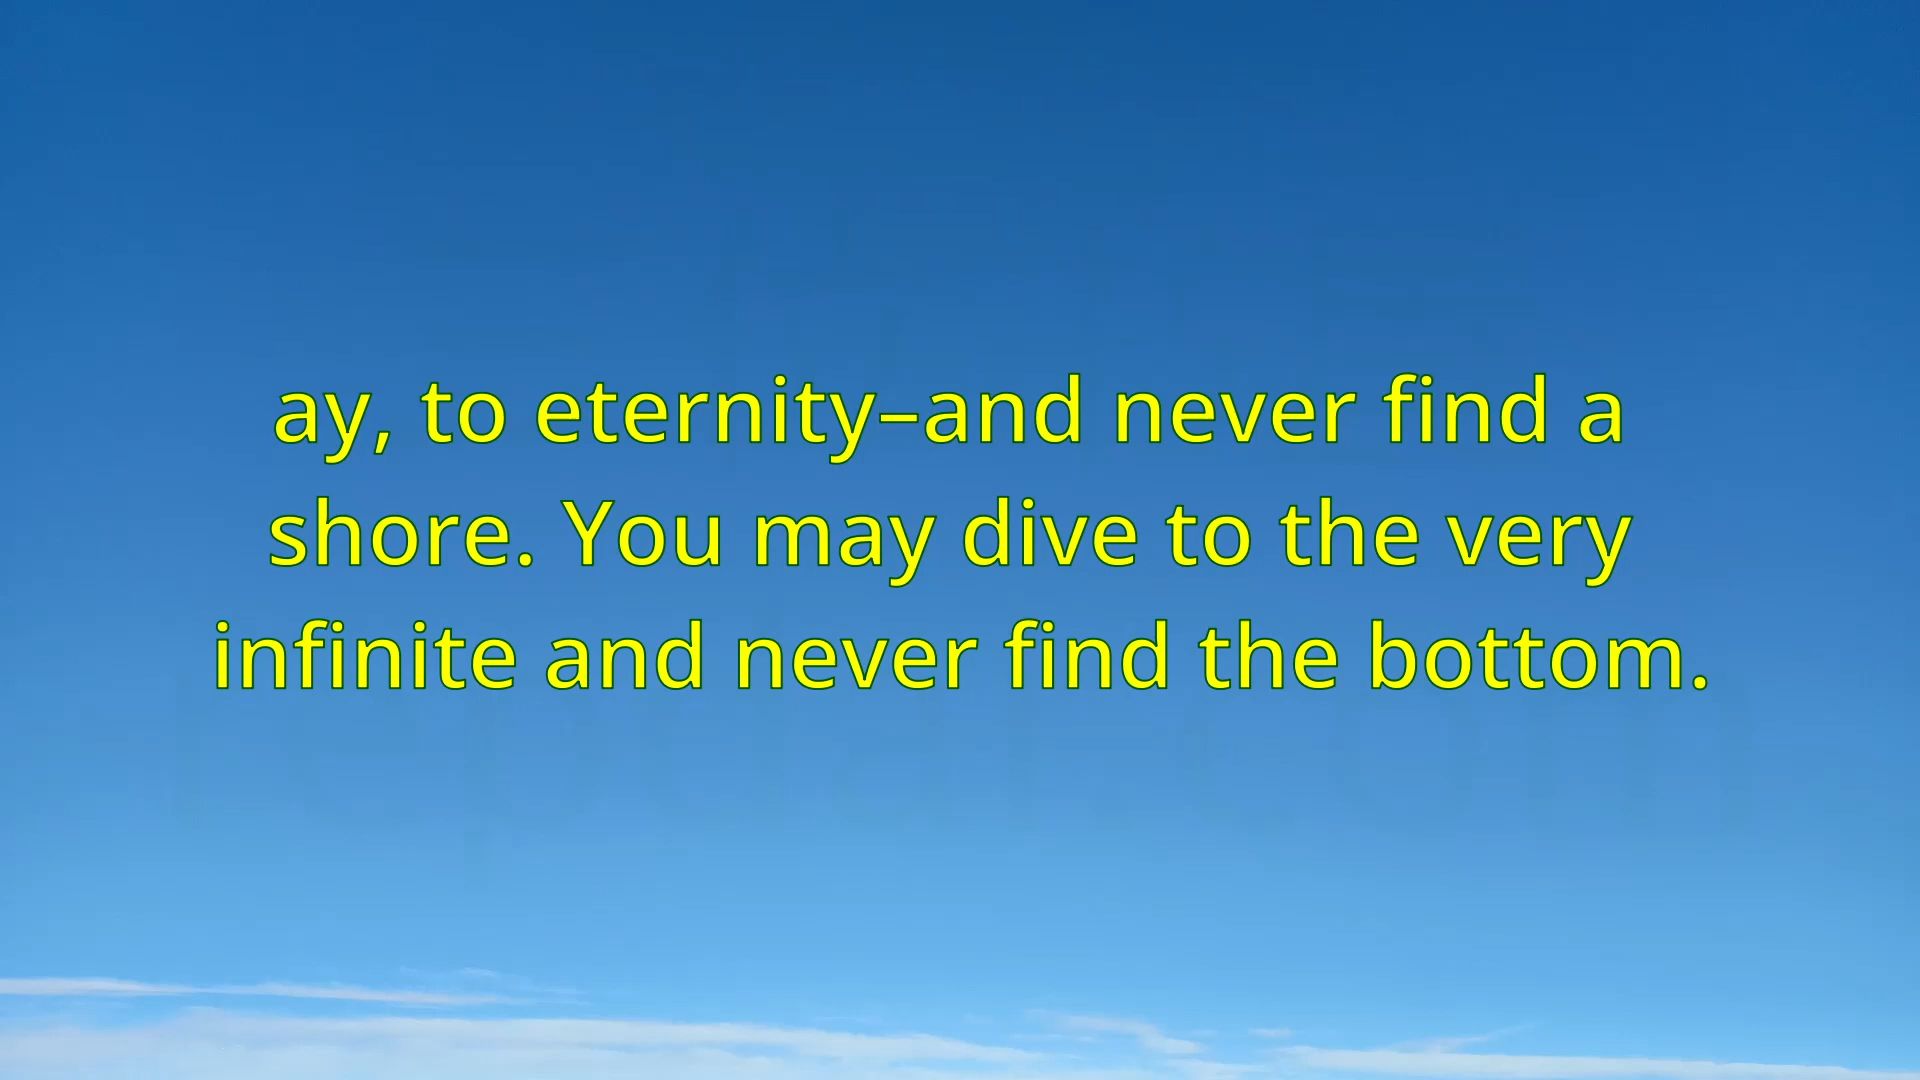 ay, to eternity–and never find a
shore. You may dive to the very
infinite and never find the bottom.